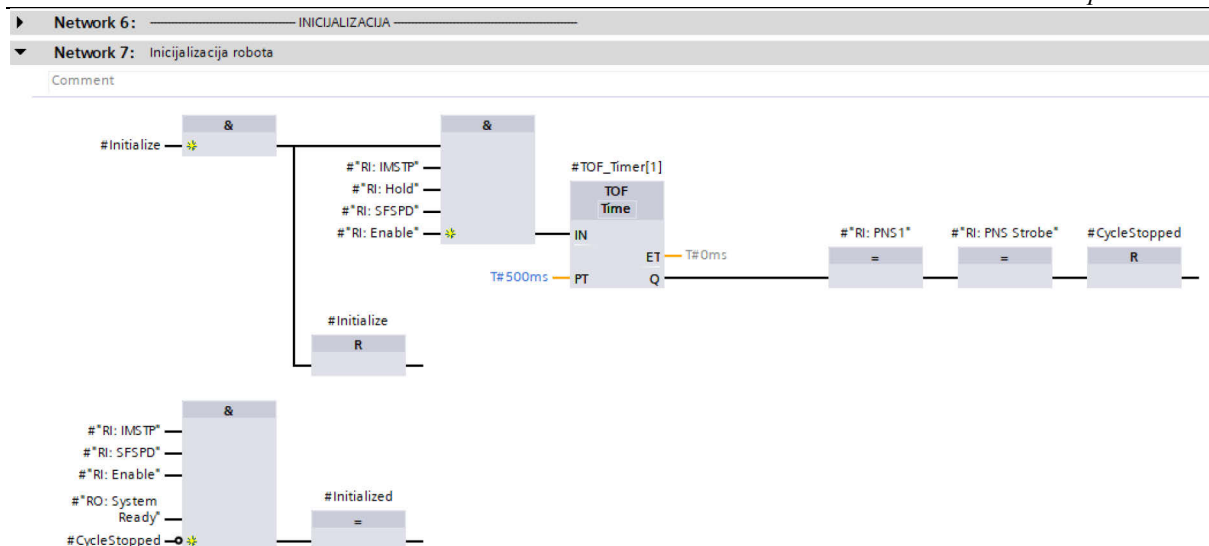 Network 6: ---------------------------------------- INICIJALIZACIJA ----------------------------------------
Network 7: Inicijalizacija robota
Comment
&
#Initialize
&
#"RI: IMSTP"
#"RI: Hold"
#"RI: SFSPD"
#"RI: Enable"
#TOF_Timer[1]
TOF
Time
IN
ET
T#0ms
T#500ms
PT
Q
#"RI: PNS1"
=
#"RI: PNS Strobe"
=
#CycleStopped
R
#Initialize
R
&
#"RI: IMSTP"
#"RI: SFSPD"
#"RI: Enable"
#"RO: System
Ready"
#CycleStopped
#Initialized
=